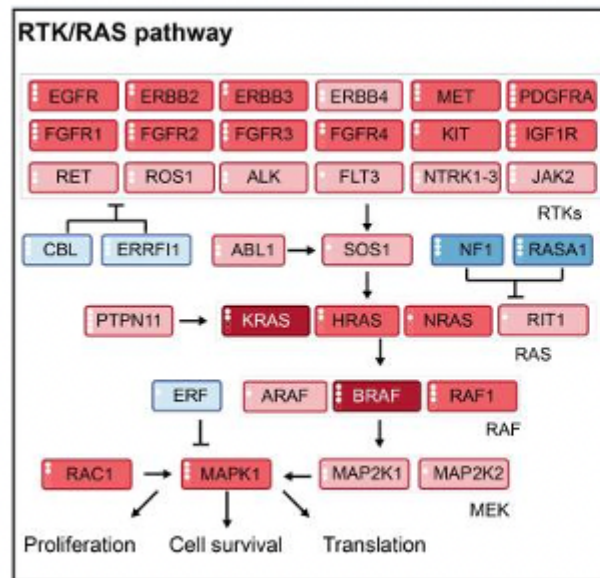 RTK/RAS pathway
EGFR ERBB2 ERBB3 ERBB4 MET PDGFRA
FGFR1 FGFR2 FGFR3 FGFR4 KIT IGF1R
RET ROS1 ALK FLT3 NTRK1-3 JAK2
RTKs
CBL ERRFI1 ABL1 SOS1 NF1 RASA1
PTPN11 KRAS HRAS NRAS RIT1
RAS
ERF ARAF BRAF RAF1
RAF
RAC1 MAPK1 MAP2K1 MAP2K2
MEK
Proliferation Cell survival Translation